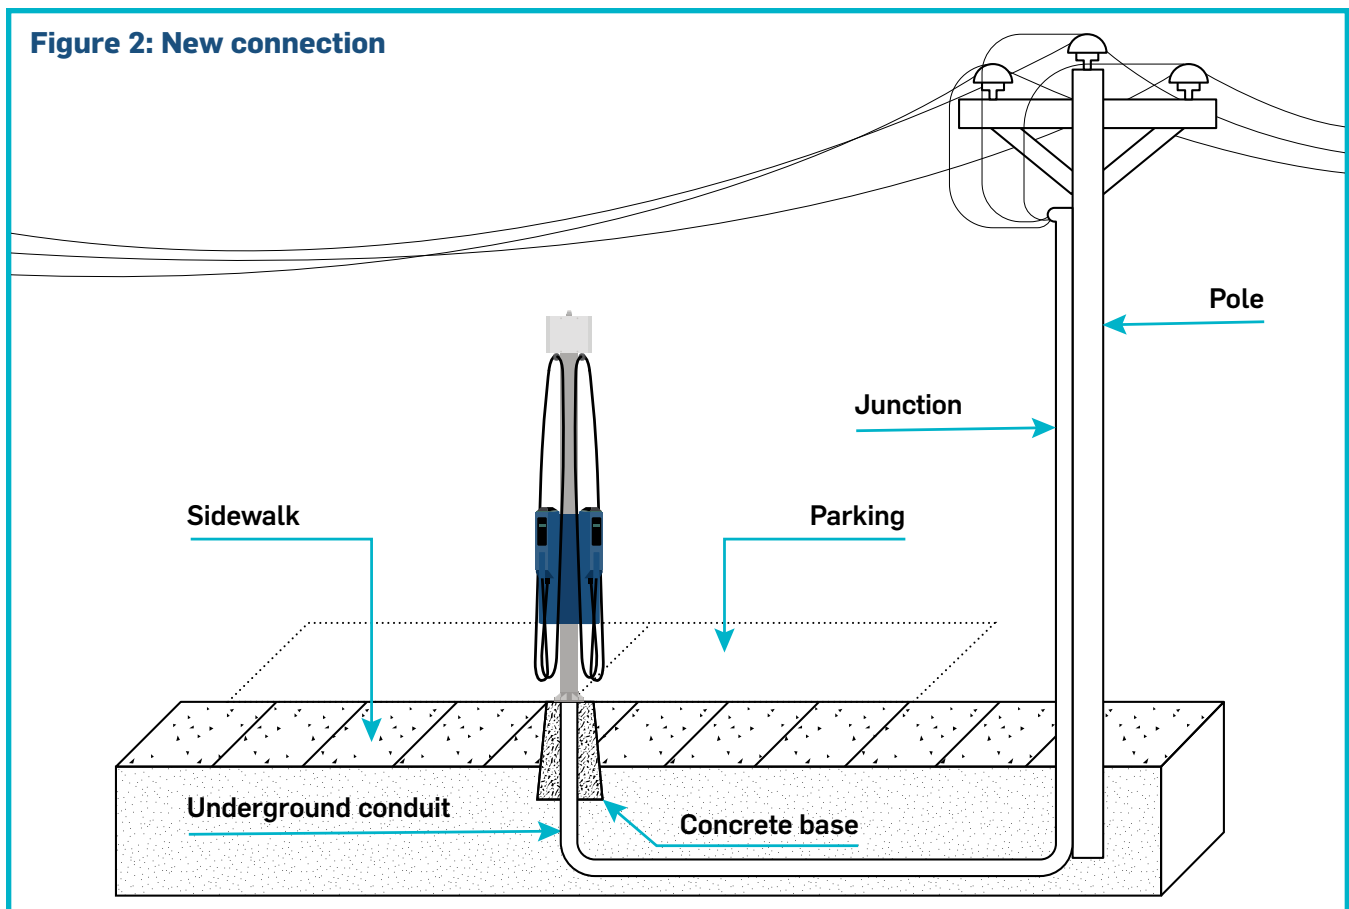 Figure 2: New connection
Pole
Junction
Sidewalk
Parking
Underground conduit
Concrete base